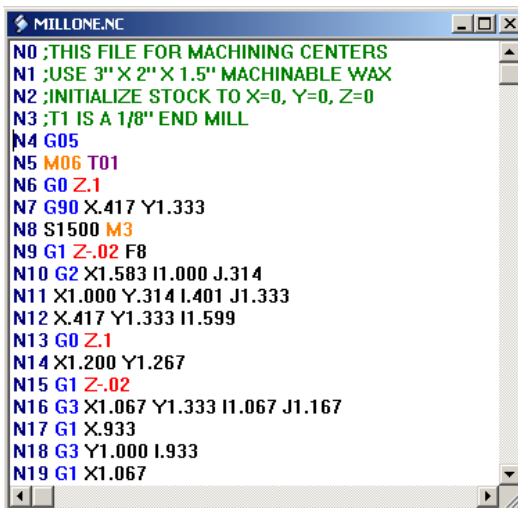 MILLONE.NC
N0 ;THIS FILE FOR MACHINING CENTERS
N1 ;USE 3" X 2" X 1.5" MACHINABLE WAX
N2 ;INITIALIZE STOCK TO X=0, Y=0, Z=0
N3 ;T1 IS A 1/8" END MILL
N4 G05
N5 M06 T01
N6 G0 Z.1
N7 G90 X.417 Y1.333
N8 S1500 M3
N9 G1 Z-.02 F8
N10 G2 X1.583 I1.000 J.314
N11 X1.000 Y.314 I.401 J1.333
N12 X.417 Y1.333 I1.599
N13 G0 Z.1
N14 X1.200 Y1.267
N15 G1 Z-.02
N16 G3 X1.067 Y1.333 I1.067 J1.167
N17 G1 X.933
N18 G3 Y1.000 I.933
N19 G1 X1.067